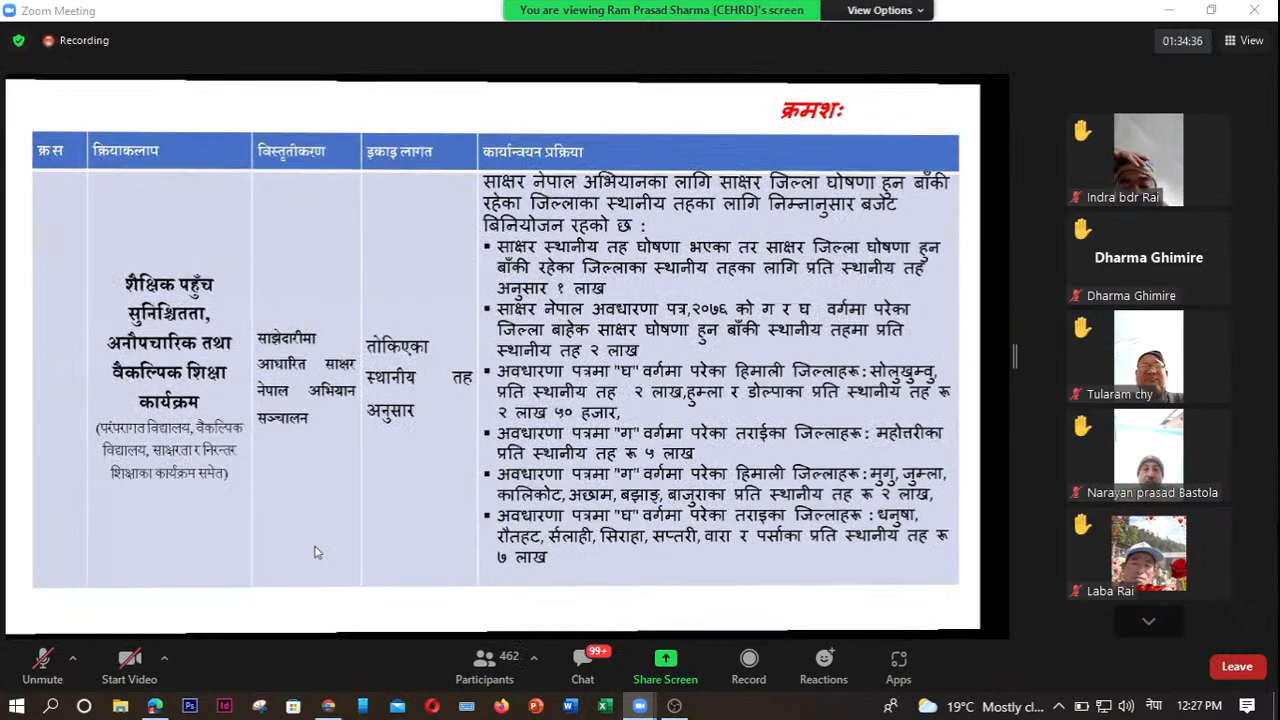 Zoom Meeting
You are viewing Ram Prasad Sharma [CEHRD]'s screen
View Options
Recording
01:34:36
View
क्रमशः
क्र स
क्रियाकलाप
विस्तृतीकरण
इकाइ लागत
कार्यान्वयन प्रक्रिया
शैक्षिक पहुँच
सुनिश्चितता,
अनौपचारिक तथा
वैकल्पिक शिक्षा
कार्यक्रम
(परंपरागत विद्यालय, वैकल्पिक
विद्यालय, साक्षरता र निरन्तर
शिक्षाका कार्यक्रम समेत)
साझेदारीमा
आधारित साक्षर
नेपाल अभियान
सञ्चालन
तोकिएका
स्थानीय तह
अनुसार
साक्षर नेपाल अभियानका लागि साक्षर जिल्ला घोषणा हुन बाँकी
रहेका जिल्लाका स्थानीय तहका लागि निम्नानुसार बजेट
बिनियोजन रहको छ :
▪ साक्षर स्थानीय तह घोषणा भएका तर साक्षर जिल्ला घोषणा हुन
बाँकी रहेका जिल्लाका स्थानीय तहका लागि प्रति स्थानीय तह
अनुसार १ लाख
▪ साक्षर नेपाल अवधारणा पत्र,२०७६ को ग र घ वर्गमा परेका
जिल्ला बाहेक साक्षर घोषणा हुन बाँकी स्थानीय तहमा प्रति
स्थानीय तह २ लाख
▪ अवधारणा पत्रमा "घ" वर्गमा परेका हिमाली जिल्लाहरू: सोलुखुम्वु,
प्रति स्थानीय तह २ लाख,हुम्ला र डोल्पाका प्रति स्थानीय तह रू
२ लाख ५० हजार,
▪ अवधारणा पत्रमा "ग" वर्गमा परेका तराईका जिल्लाहरू: महोत्तरीका
प्रति स्थानीय तह रू ५ लाख
▪ अवधारणा पत्रमा "ग" वर्गमा परेका हिमाली जिल्लाहरू: मुगु, जुम्ला,
कालिकोट, अछाम, बझाङ, बाजुराका प्रति स्थानीय तह रू २ लाख,
▪ अवधारणा पत्रमा "घ" वर्गमा परेका तराइका जिल्लाहरू : धनुषा,
रौतहट, र्सलाही, सिराहा, सप्तरी, वारा र पर्साका प्रति स्थानीय तह रू
७ लाख
Indra bdr Rai
Dharma Ghimire
Dharma Ghimire
Tularam chy
Narayan prasad Bastola
Laba Rai
Unmute
Start Video
462
Participants
99+
Chat
Share Screen
Record
Reactions
Apps
Leave
19°C Mostly cl...
नेपा
12:27 PM